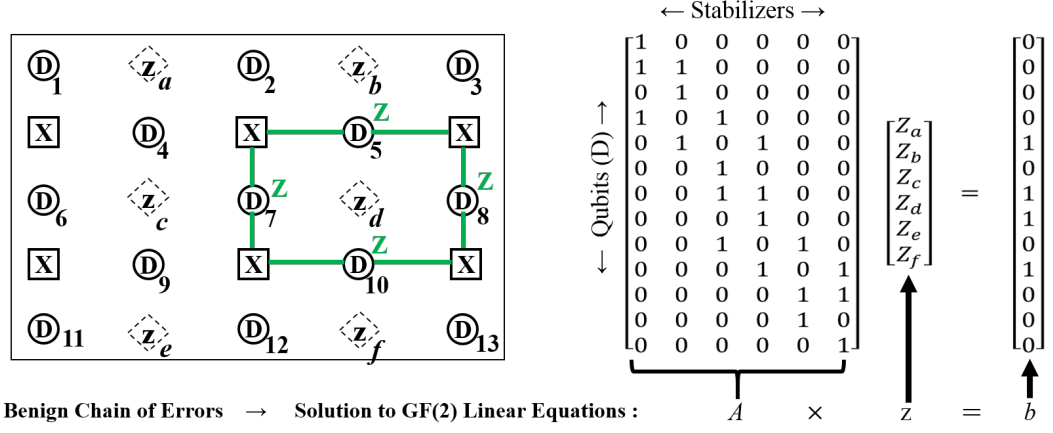 D1 za D2 zb D3
Z
X D4 X D5 X
Z Z
D6 zc D7 zd D8
Z
X D9 X D10 X
D11 ze D12 zf D13
← Stabilizers →
← Qubits (D) →
1 0 0 0 0 0
1 1 0 0 0 0
0 1 0 0 0 0
1 0 1 0 0 0
0 1 0 1 0 0
0 0 1 0 0 0
0 0 1 1 0 0
0 0 0 1 0 0
0 0 1 0 1 0
0 0 0 1 0 1
0 0 0 0 1 1
0 0 0 0 1 0
0 0 0 0 0 1
Za
Zb
Zc
Zd
Ze
Zf
=
0
0
0
0
1
0
1
1
0
1
0
0
0
Benign Chain of Errors → Solution to GF(2) Linear Equations : A × z = b